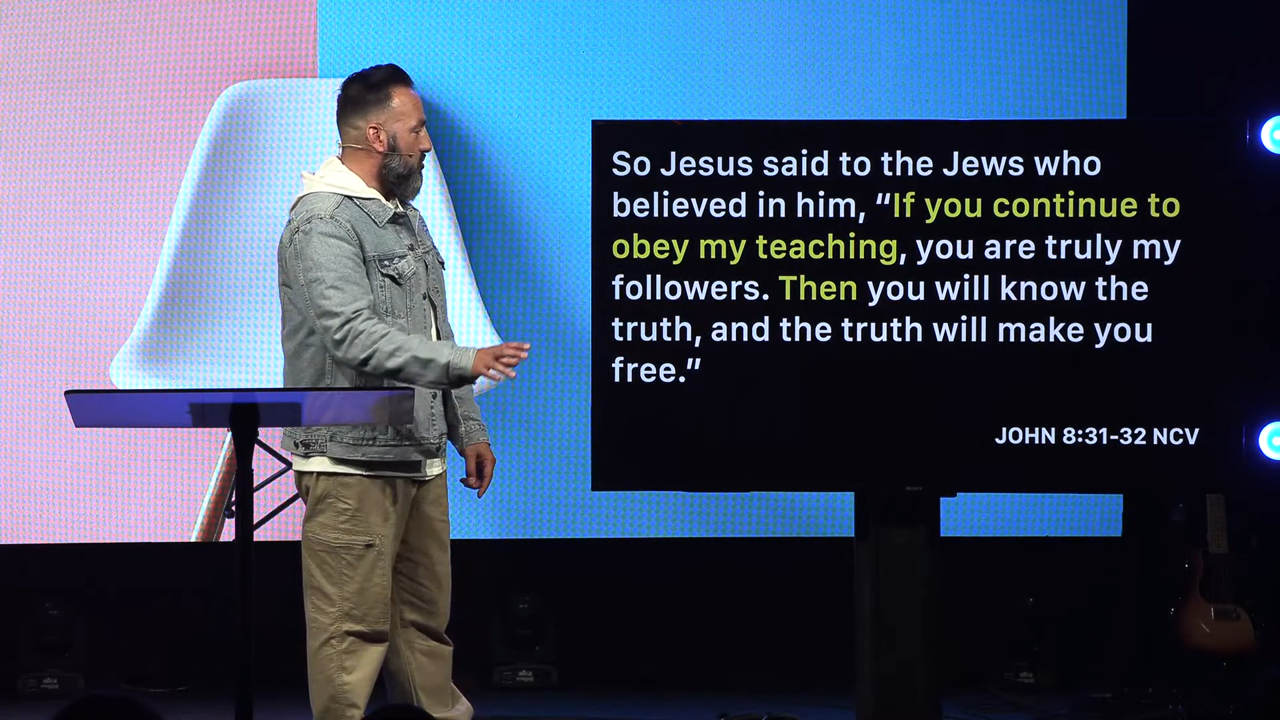 So Jesus said to the Jews who
believed in him, “If you continue to
obey my teaching, you are truly my
followers. Then you will know the
truth, and the truth will make you
free.”
JOHN 8:31-32 NCV